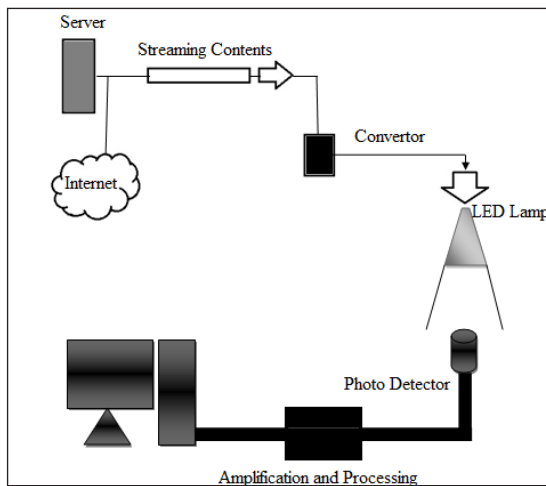 Server
Streaming Contents
Internet
Convertor
LED Lamp
Photo Detector
Amplification and Processing